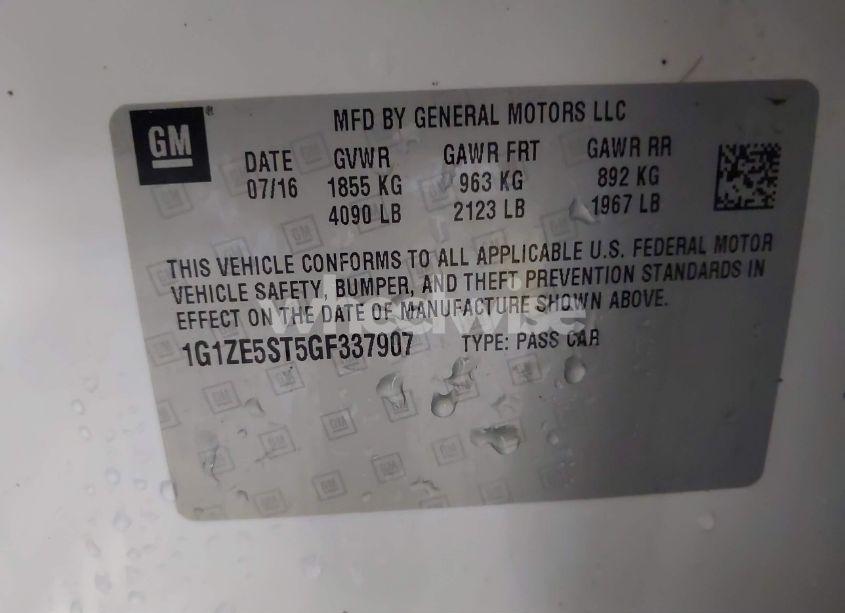 GM
MFD BY GENERAL MOTORS LLC
DATE GVWR GAWR FRT GAWR RR
07/16 1855 KG 963 KG 892 KG
4090 LB 2123 LB 1967 LB
THIS VEHICLE CONFORMS TO ALL APPLICABLE U.S. FEDERAL MOTOR
VEHICLE SAFETY, BUMPER, AND THEFT PREVENTION STANDARDS IN
EFFECT ON THE DATE OF MANUFACTURE SHOWN ABOVE.
1G1ZE5ST5GF337907 TYPE: PASS CAR
wheelwise